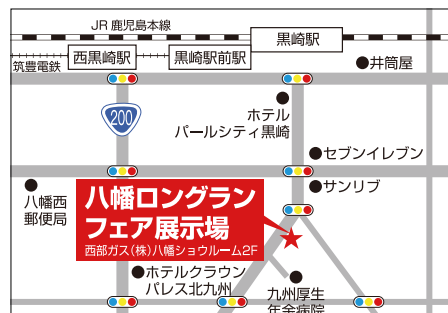 JR 鹿児島本線
黒崎駅
西黒崎駅
黒崎駅前駅
筑豊電鉄
井筒屋
200
ホテル
パールシティ黒崎
セブンイレブン
サンリブ
八幡西
郵便局
八幡ロングラン
フェア展示場
西部ガス(株)八幡ショウルーム2F
ホテルクラウン
パレス北九州
九州厚生
年金病院